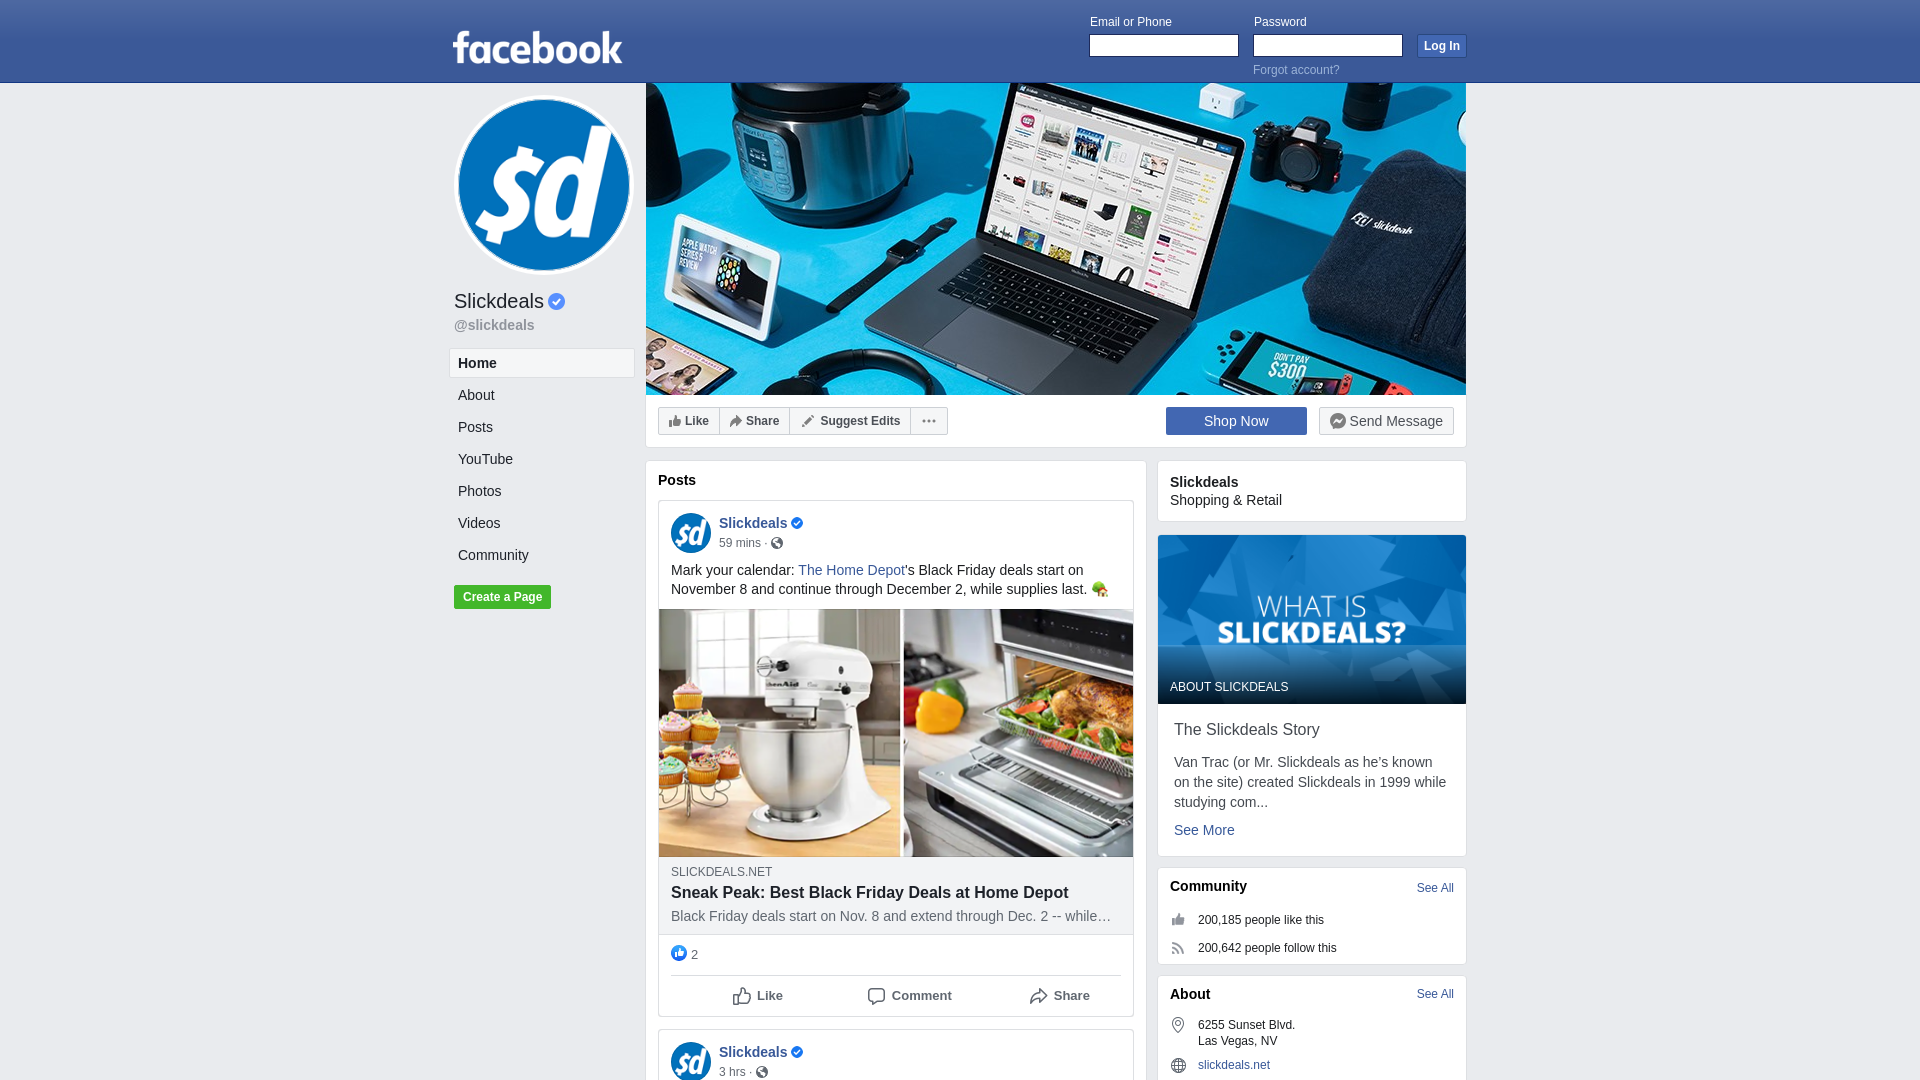 Email or Phone
Password
facebook
Log In
Forgot account?
$d
APPLE WATCH
SERIES 5
REVIEW
slickdeals
DON'T PAY
$300
Slickdeals
@slickdeals
Home
About
Posts
YouTube
Photos
Videos
Community
Create a Page
Like
Share
Suggest Edits
Shop Now
Send Message
Posts
$d
Slickdeals
59 mins ·
Mark your calendar: The Home Depot's Black Friday deals start on
November 8 and continue through December 2, while supplies last.
SLICKDEALS.NET
Sneak Peak: Best Black Friday Deals at Home Depot
Black Friday deals start on Nov. 8 and extend through Dec. 2 -- while…
2
Like
Comment
Share
$d
Slickdeals
3 hrs ·
Slickdeals
Shopping & Retail
WHAT IS
SLICKDEALS?
ABOUT SLICKDEALS
The Slickdeals Story
Van Trac (or Mr. Slickdeals as he’s known
on the site) created Slickdeals in 1999 while
studying com...
See More
Community
See All
200,185 people like this
200,642 people follow this
About
See All
6255 Sunset Blvd.
Las Vegas, NV
slickdeals.net